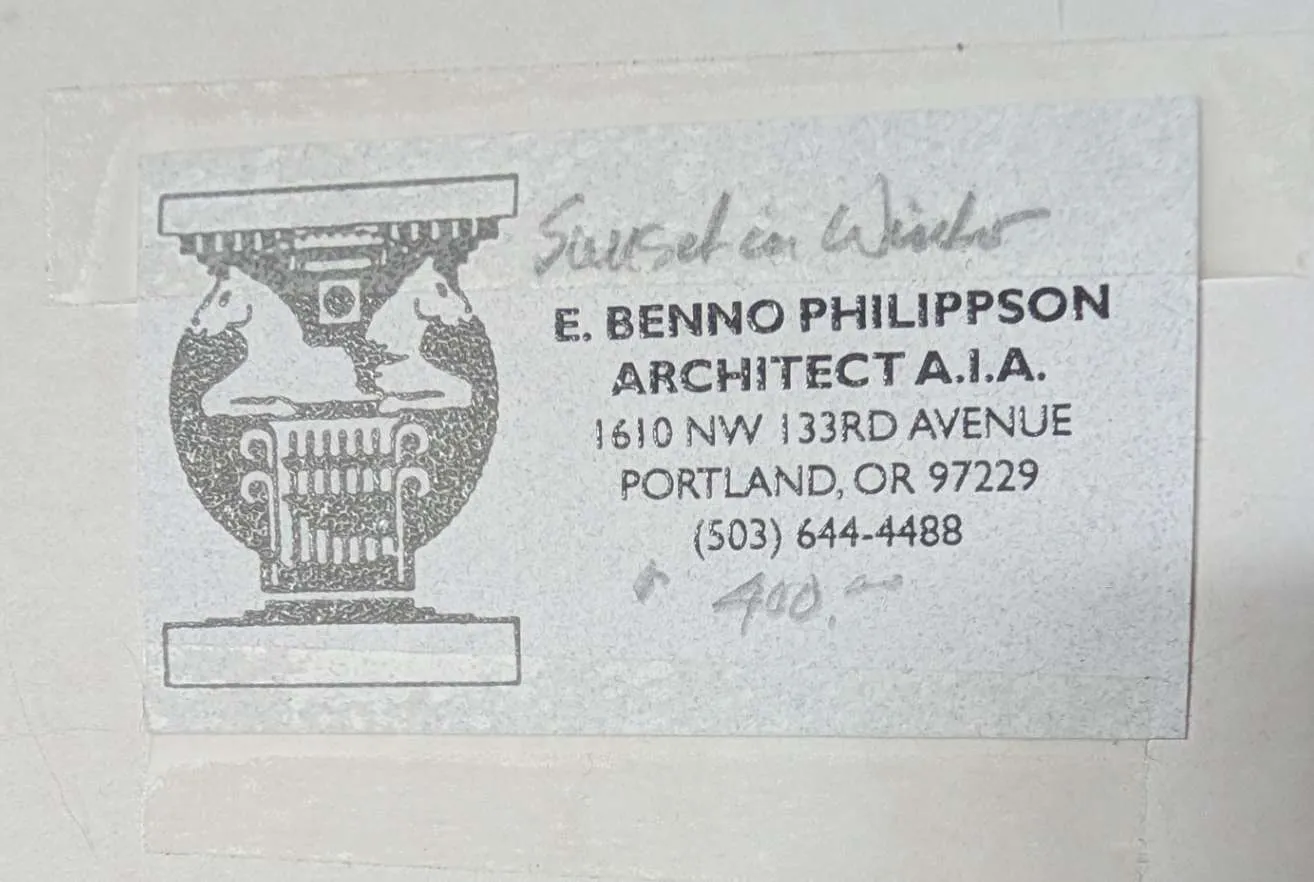 Sunset in Winter
E. BENNO PHILIPPSON
ARCHITECT A.I.A.
1610 NW 133RD AVENUE
PORTLAND, OR 97229
(503) 644-4488
$ 400.—